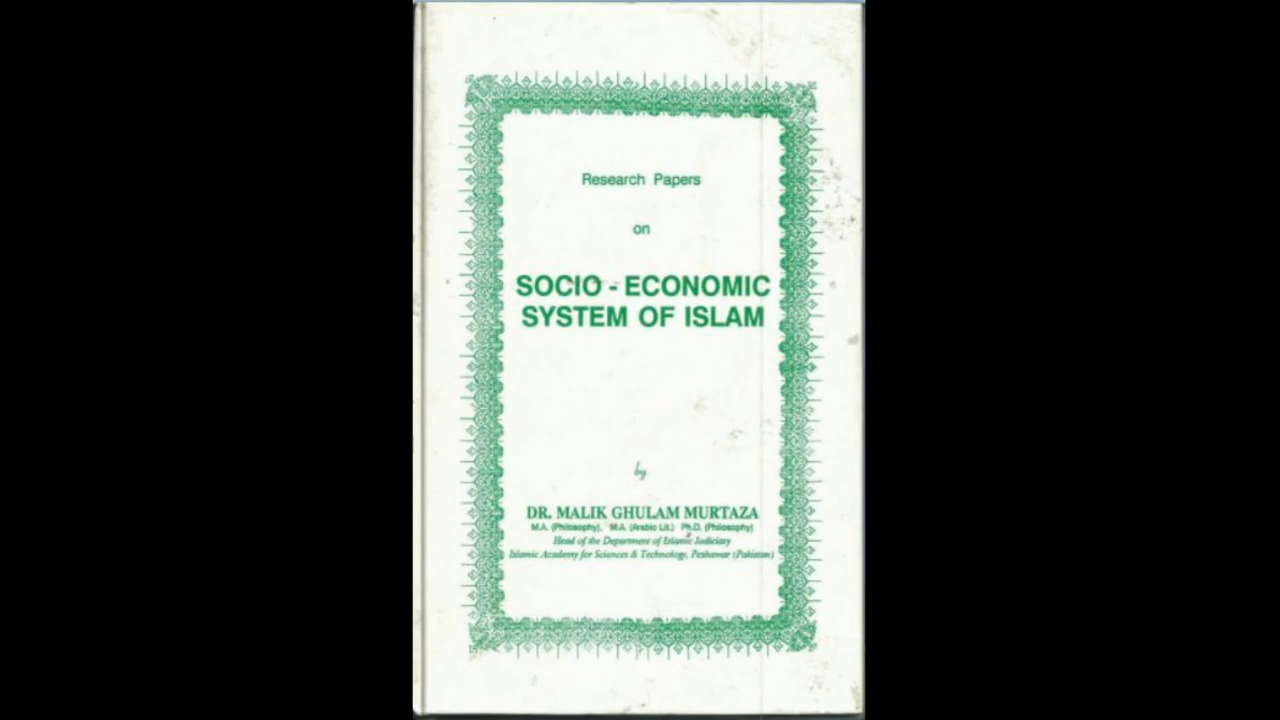 Research Papers
on
SOCIO - ECONOMIC
SYSTEM OF ISLAM
by
DR. MALIK GHULAM MURTAZA
M.A. (Philosophy), M.A. (Arabic Lit.) Ph.D. (Philosophy)
Head of the Department of Islamic Judiciary
Islamic Academy for Sciences & Technology, Peshawar (Pakistan)